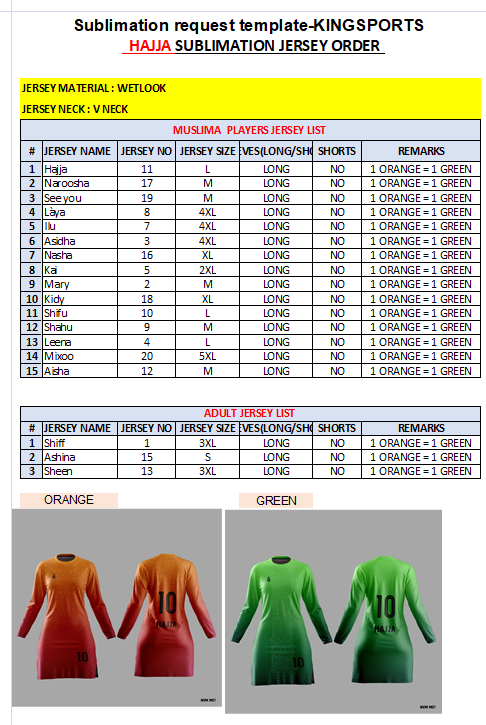 Sublimation request template-KINGSPORTS
HAJJA SUBLIMATION JERSEY ORDER
JERSEY MATERIAL : WETLOOK
JERSEY NECK : V NECK
MUSLIMA PLAYERS JERSEY LIST
# JERSEY NAME JERSEY NO JERSEY SIZE EVES(LONG/SHO SHORTS REMARKS
1 Hajja 11 L LONG NO 1 ORANGE = 1 GREEN
2 Naroosha 17 M LONG NO 1 ORANGE = 1 GREEN
3 See you 19 M LONG NO 1 ORANGE = 1 GREEN
4 Laya 8 4XL LONG NO 1 ORANGE = 1 GREEN
5 Ilu 7 4XL LONG NO 1 ORANGE = 1 GREEN
6 Asidha 3 4XL LONG NO 1 ORANGE = 1 GREEN
7 Nasha 16 XL LONG NO 1 ORANGE = 1 GREEN
8 Kai 5 2XL LONG NO 1 ORANGE = 1 GREEN
9 Mary 2 M LONG NO 1 ORANGE = 1 GREEN
10 Kidy 18 XL LONG NO 1 ORANGE = 1 GREEN
11 Shifu 10 L LONG NO 1 ORANGE = 1 GREEN
12 Shahu 9 M LONG NO 1 ORANGE = 1 GREEN
13 Leena 4 L LONG NO 1 ORANGE = 1 GREEN
14 Mixoo 20 5XL LONG NO 1 ORANGE = 1 GREEN
15 Aisha 12 M LONG NO 1 ORANGE = 1 GREEN
ADULT JERSEY LIST
# JERSEY NAME JERSEY NO JERSEY SIZE EVES(LONG/SHO SHORTS REMARKS
1 Shiff 1 3XL LONG NO 1 ORANGE = 1 GREEN
2 Ashina 15 S LONG NO 1 ORANGE = 1 GREEN
3 Sheen 13 3XL LONG NO 1 ORANGE = 1 GREEN
ORANGE GREEN
10 10
HAJJA HAJJA
10 10